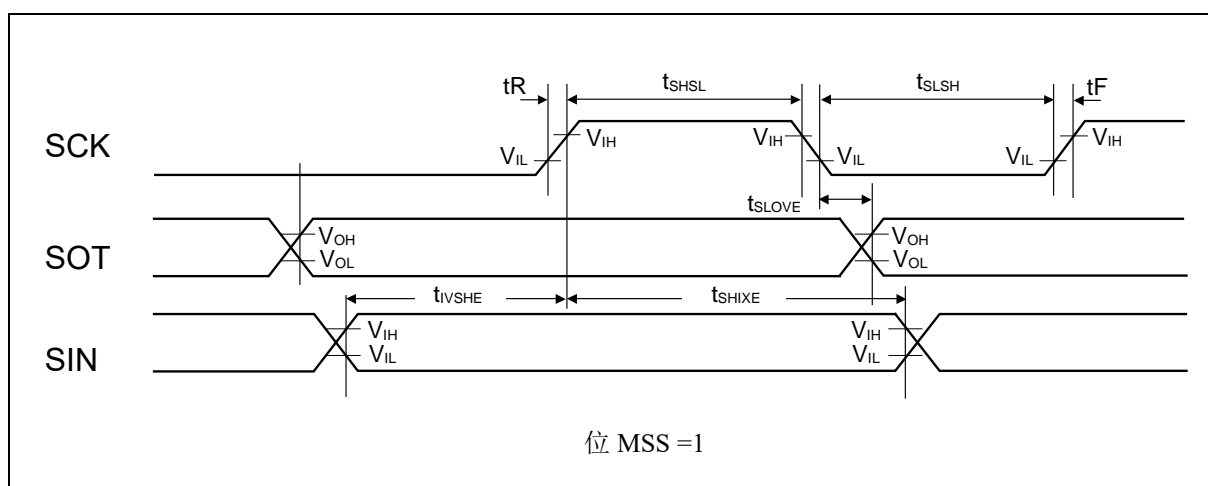 tR tSHSL tSLSH tF
SCK
VIH VIH VIH
VIL VIL VIL
tSLOVE
SOT
VOH VOH
VOL VOL
tIVSHE tSHIXE
SIN
VIH VIH
VIL VIL
位 MSS =1